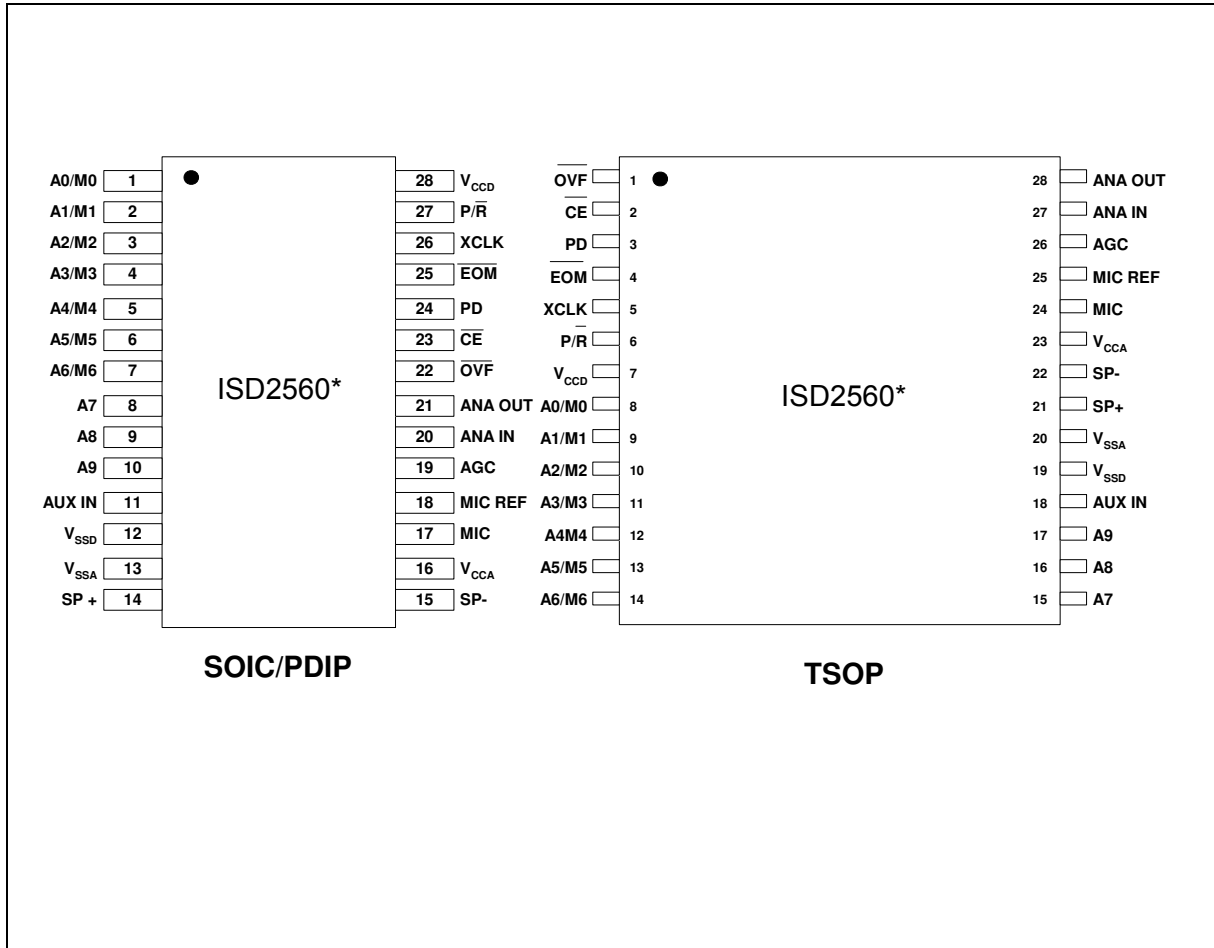 A0/M0 1 28 VCCD
A1/M1 2 27 P/R̅
A2/M2 3 26 XCLK
A3/M3 4 25 E̅O̅M̅
A4/M4 5 24 PD
A5/M5 6 23 C̅E̅
A6/M6 7 22 O̅V̅F̅
A7 8 21 ANA OUT
A8 9 20 ANA IN
A9 10 19 AGC
AUX IN 11 18 MIC REF
VSSD 12 17 MIC
VSSA 13 16 VCCA
SP + 14 15 SP-
ISD2560*
SOIC/PDIP
O̅V̅F̅ 1 28 ANA OUT
C̅E̅ 2 27 ANA IN
PD 3 26 AGC
E̅O̅M̅ 4 25 MIC REF
XCLK 5 24 MIC
P/R̅ 6 23 VCCA
VCCD 7 22 SP-
A0/M0 8 21 SP+
A1/M1 9 20 VSSA
A2/M2 10 19 VSSD
A3/M3 11 18 AUX IN
A4M4 12 17 A9
A5/M5 13 16 A8
A6/M6 14 15 A7
ISD2560*
TSOP